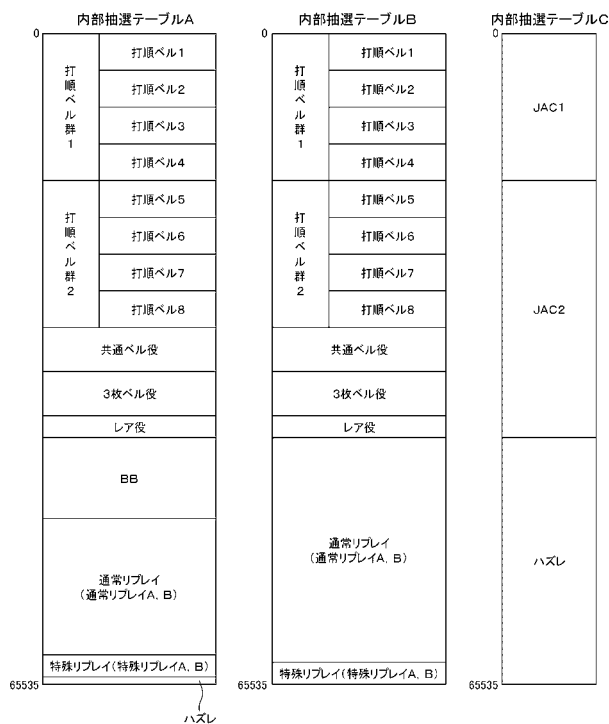 内部抽選テーブルA
0
打順ベル群1
打順ベル1
打順ベル2
打順ベル3
打順ベル4
打順ベル群2
打順ベル5
打順ベル6
打順ベル7
打順ベル8
共通ベル役
3枚ベル役
レア役
BB
通常リプレイ
(通常リプレイA, B)
特殊リプレイ(特殊リプレイA, B)
65535
ハズレ
内部抽選テーブルB
0
打順ベル群1
打順ベル1
打順ベル2
打順ベル3
打順ベル4
打順ベル群2
打順ベル5
打順ベル6
打順ベル7
打順ベル8
共通ベル役
3枚ベル役
レア役
通常リプレイ
(通常リプレイA, B)
特殊リプレイ(特殊リプレイA, B)
65535
内部抽選テーブルC
0
JAC1
JAC2
ハズレ
65535